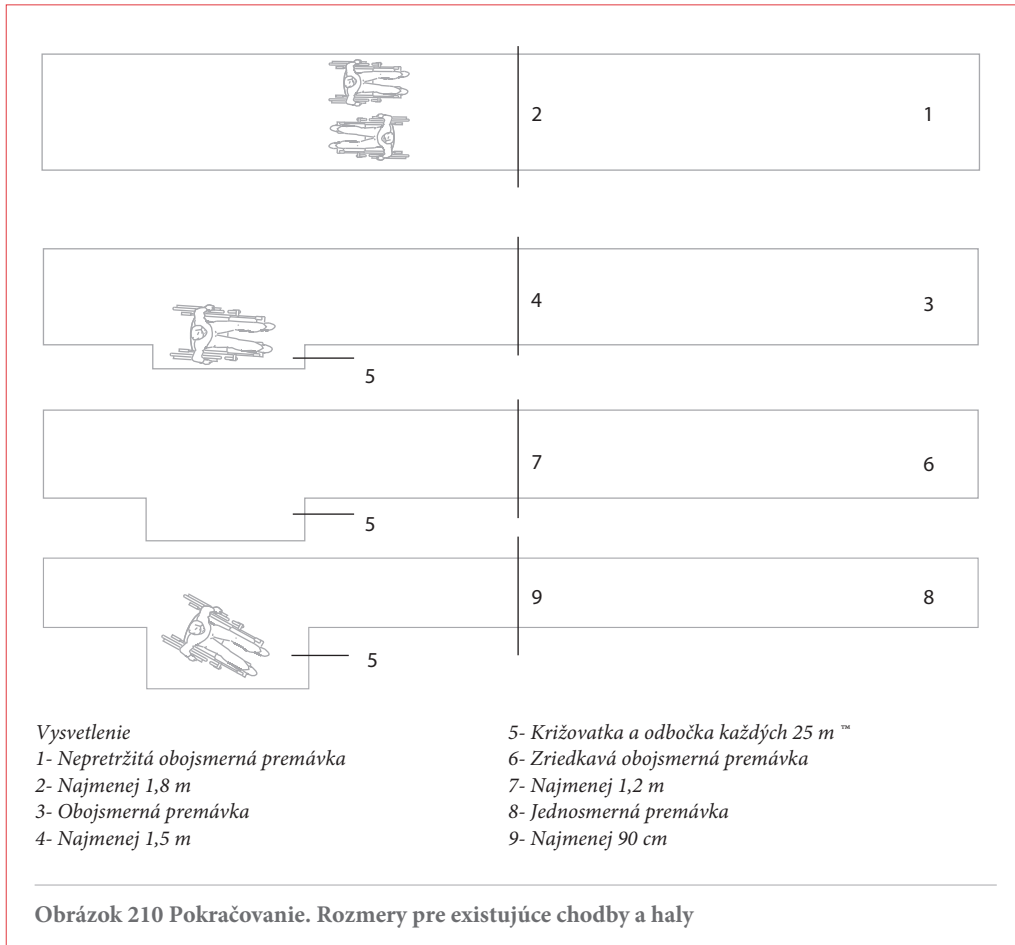 2
1
4
3
5
7
6
5
9
8
5
Vysvetlenie
1- Nepretržitá obojsmerná premávka
2- Najmenej 1,8 m
3- Obojsmerná premávka
4- Najmenej 1,5 m
5- Križovatka a odbočka každých 25 m ™
6- Zriedkavá obojsmerná premávka
7- Najmenej 1,2 m
8- Jednosmerná premávka
9- Najmenej 90 cm
Obrázok 210 Pokračovanie. Rozmery pre existujúce chodby a haly